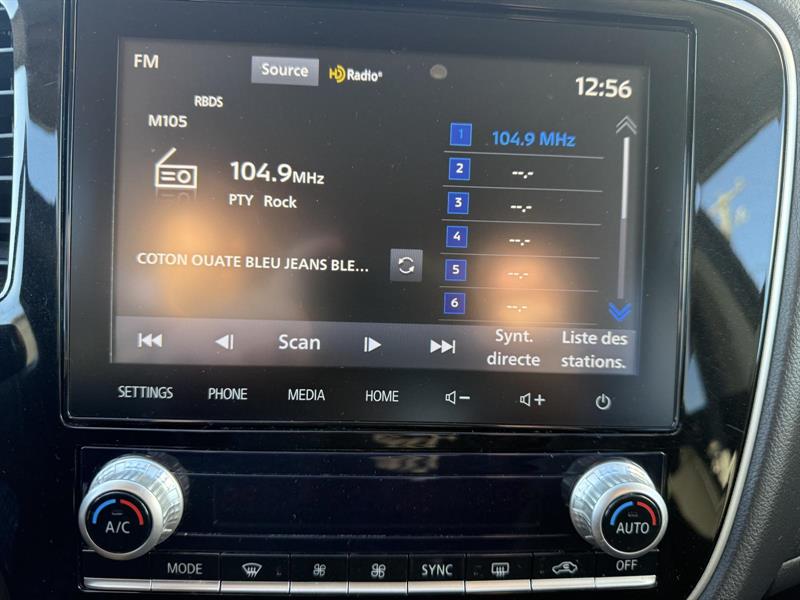 FM
Source
HD Radio®
12:56
RBDS
M105
104.9 MHz
PTY Rock
COTON OUATE BLEU JEANS BLE...
1 104.9 MHz
2 --.-
3 --.-
4 --.-
5 --.-
6 --.-
Scan
Synt.
directe
Liste des
stations.
SETTINGS
PHONE
MEDIA
HOME
A/C
AUTO
MODE
SYNC
OFF